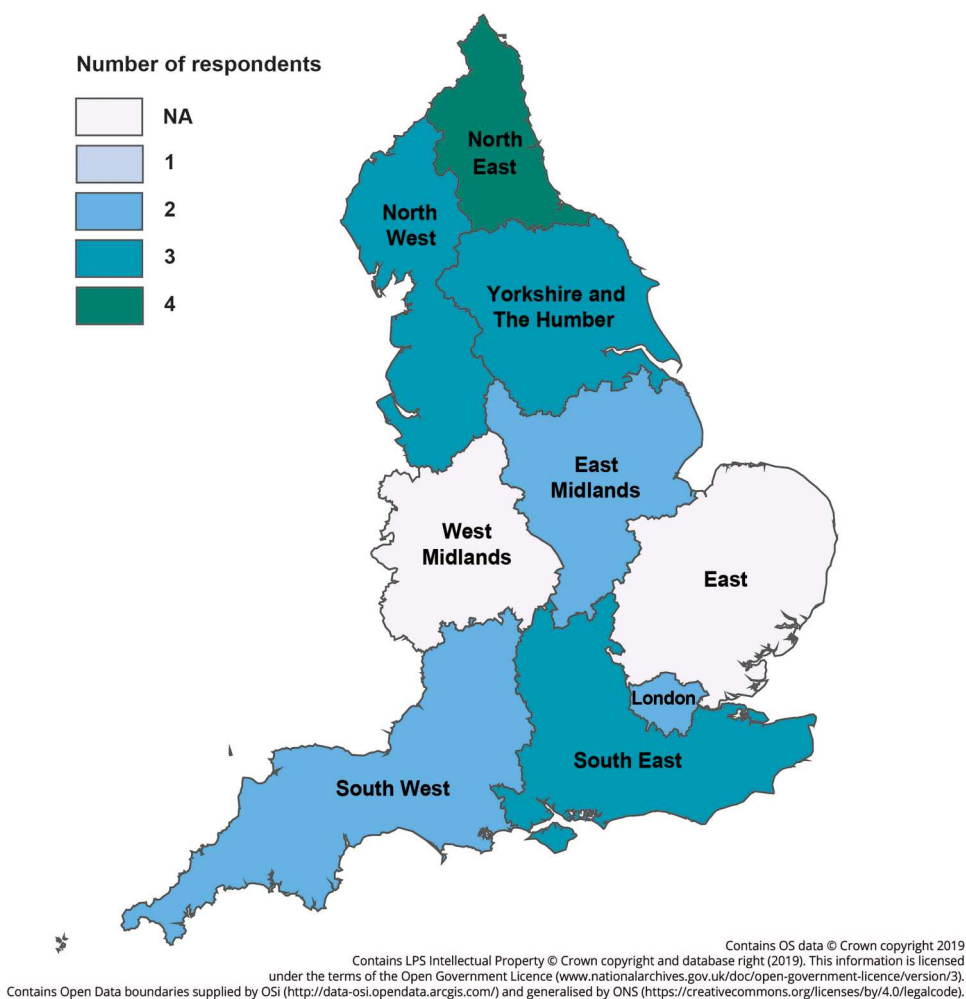 Number of respondents
NA
1
2
3
4
North
East
North
West
Yorkshire and
The Humber
East
Midlands
West
Midlands
East
London
South East
South West
Contains OS data © Crown copyright 2019
Contains LPS Intellectual Property © Crown copyright and database right (2019). This information is licensed
under the terms of the Open Government Licence (www.nationalarchives.gov.uk/doc/open-government-licence/version/3).
Contains Open Data boundaries supplied by OSi (http://data-osi.opendata.arcgis.com/) and generalised by ONS (https://creativecommons.org/licenses/by/4.0/legalcode).